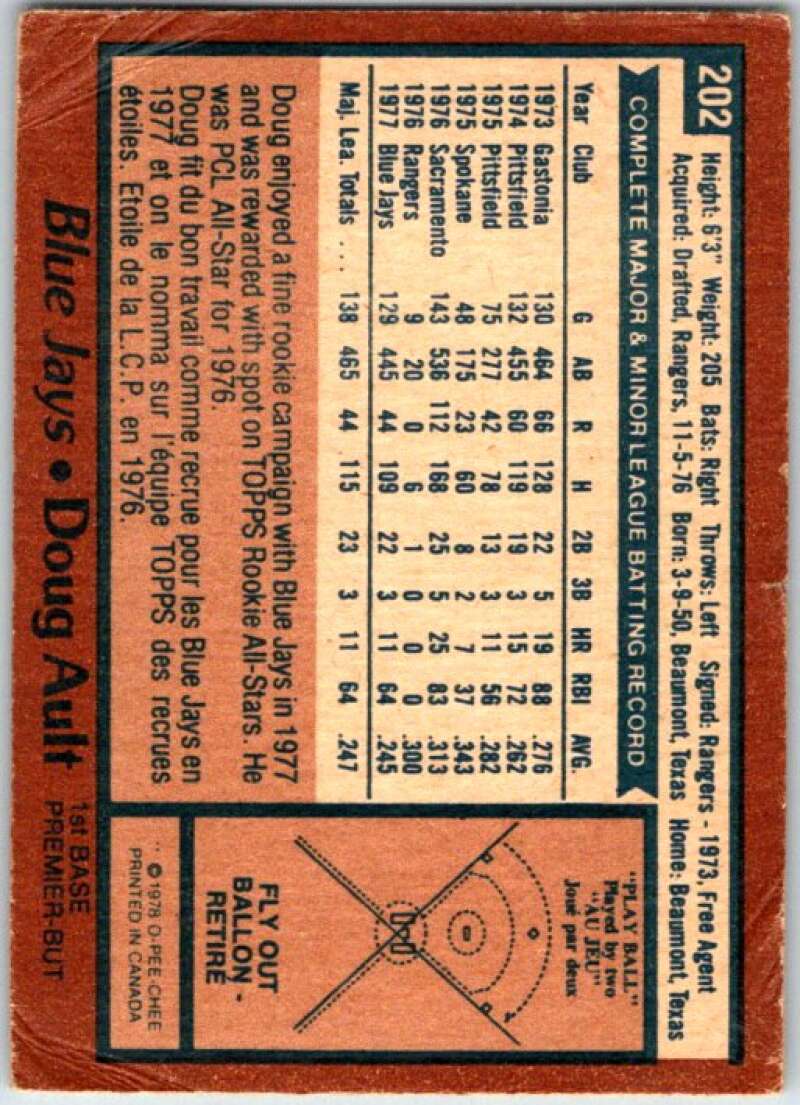 202
Height: 6'3" Weight: 205 Bats: Right Throws: Left Signed: Rangers - 1973, Free Agent
Acquired: Drafted, Rangers, 11-5-76 Born: 3-9-50, Beaumont, Texas Home: Beaumont, Texas
COMPLETE MAJOR & MINOR LEAGUE BATTING RECORD
Year Club G AB R H 2B 3B HR RBI AVG.
1973 Gastonia 130 464 66 128 22 5 19 88 .276
1974 Pittsfield 132 455 60 119 19 3 15 72 .262
1975 Pittsfield 75 277 42 78 13 3 11 56 .282
1975 Spokane 48 175 23 60 8 2 7 37 .343
1976 Sacramento 143 536 112 168 25 5 25 83 .313
1976 Rangers 9 20 0 6 1 0 0 0 .300
1977 Blue Jays 129 445 44 109 22 3 11 64 .245
Maj. Lea. Totals ... 138 465 44 115 23 3 11 64 .247
Doug enjoyed a fine rookie campaign with Blue Jays in 1977
and was rewarded with spot on TOPPS Rookie All-Stars. He
was PCL All-Star for 1976.
Doug fit du bon travail comme recrue pour les Blue Jays en
1977 et on le nomma sur l'équipe TOPPS des recrues
étoiles. Etoile de la L.C.P. en 1976.
"PLAY BALL"
Played by two
"AU JEU"
Joué par deux
FLY OUT
BALLON -
RETIRÉ
** © 1978 O-PEE-CHEE
PRINTED IN CANADA
Blue Jays • Doug Ault
1st BASE
PREMIER-BUT